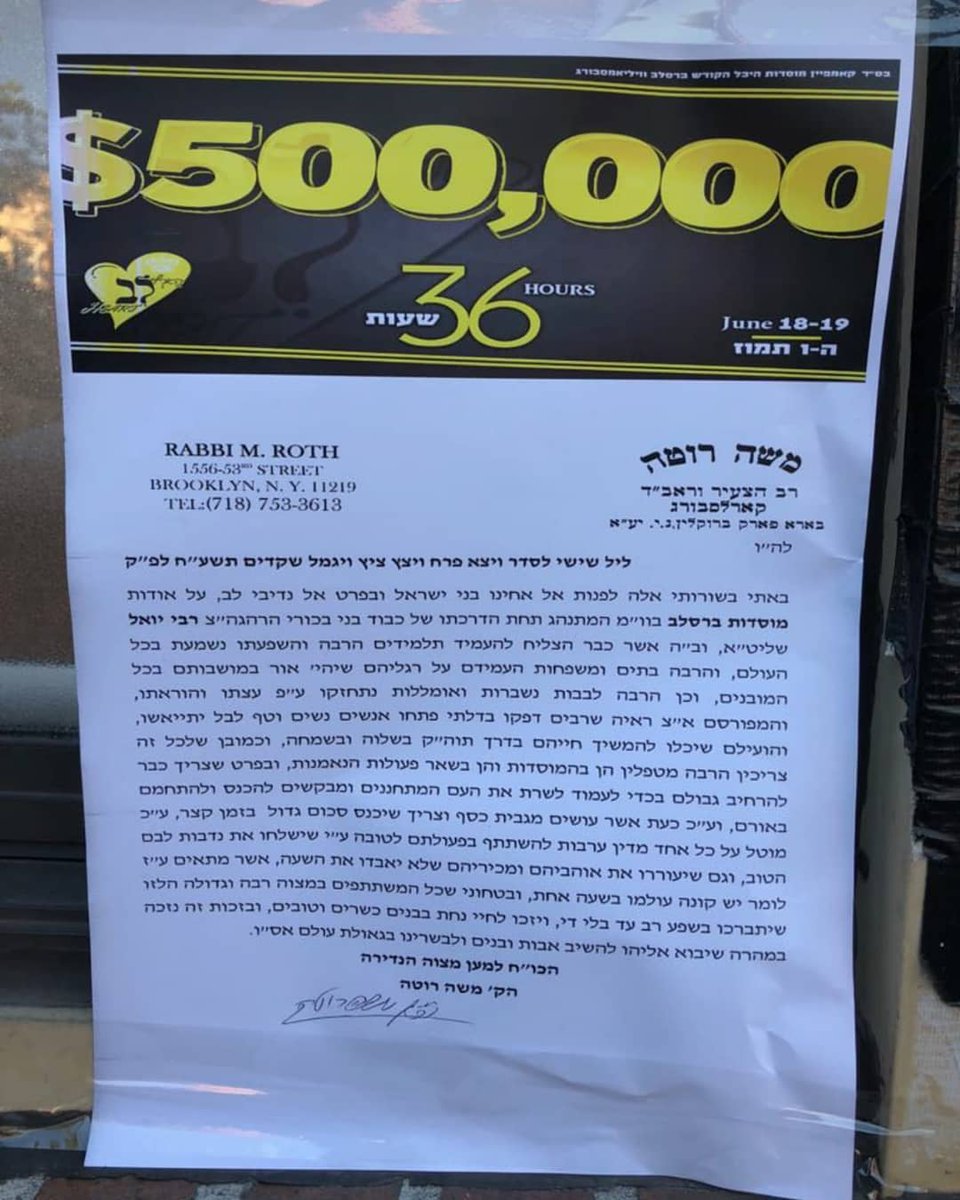 בס״ד קאמפיין מוסדות היכל הקודש ברסלב וויליאמסבורג
$500,000
לב
HEART
36 HOURS
שעות
June 18-19
ה-ו תמוז
RABBI M. ROTH
1556-53RD STREET
BROOKLYN, N. Y. 11219
TEL:(718) 753-3613
משה רוטה
רב הצעיר וראב״ד
קארלסבורג
בארא פארק ברוקלין,נ.י. יע״א
לה״ו
ליל שישי לסדר ויצא פרח ויצץ ציץ ויגמל שקדים תשע״ח לפ״ק
באתי בשורותי אלה לפנות אל אחינו בני ישראל ובפרט אל נדיבי לב, על אודות
מוסדות ברסלב בוו״מ המתנהג תחת הדרכתו של כבוד בני בכורי הרהגה״צ רבי יואל
שליט״א, וב״ה אשר כבר הצליח להעמיד תלמידים הרבה והשפעתו נשמעת בכל
העולם, והרבה בתים ומשפחות העמידם על רגליהם שיהי׳ אור במושבותם בכל
המובנים, וכן הרבה לבבות נשברות ואומללות נתחזקו ע״פ עצתו והוראתו,
והמפורסם א״צ ראיה שרבים דפקו בדלתי פתחו אנשים נשים וטף לבל יתייאשו,
והועילם שיכלו להמשיך חייהם בדרך תוה״ק בשלוה ובשמחה, וכמובן שלכל זה
צריכין הרבה מטפלין הן בהמוסדות והן בשאר פעולות הנאמנות, ובפרט שצריך כבר
להרחיב גבולם בכדי לעמוד לשרת את העם המתחננים ומבקשים להכנס ולהתחמם
באורם, וע״כ כעת אשר עושים מגבית כסף וצריך שיכנס סכום גדול בזמן קצר, ע״כ
מוטל על כל אחד מדין ערבות להשתתף בפעולתם לטובה ע״י שישלחו את נדבות לבם
הטוב, וגם שיעוררו את אוהביהם ומכיריהם שלא יאבדו את השעה, אשר מתאים ע״ז
לומר יש קונה עולמו בשעה אחת, ובטחוני שכל המשתתפים במצוה רבה וגדולה הלזו
שיתברכו בשפע רב עד בלי די, ויזכו לחיי נחת בבנים כשרים וטובים, ובזכות זה נזכה
במהרה שיבוא אליהו להשיב אבות ובנים ולבשרינו בגאולת עולם אס״ו.
הכו״ח למען מצוה הנדירה
הק׳ משה רוטה